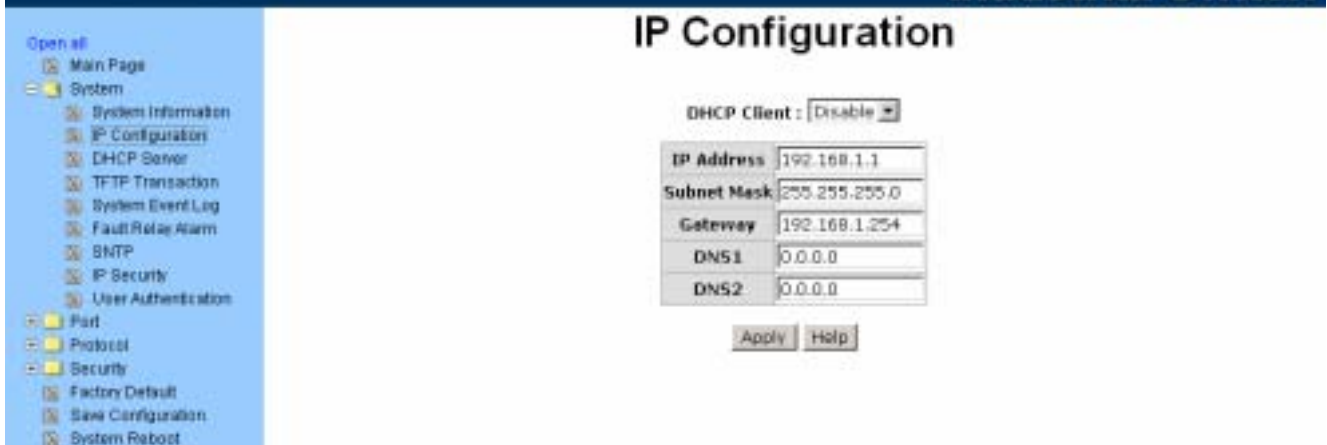 Open all
Main Page
System
System Information
IP Configuration
DHCP Server
TFTP Transaction
System Event Log
Fault Relay Alarm
SNTP
IP Security
User Authentication
Port
Protocol
Security
Factory Default
Save Configuration
System Reboot
IP Configuration
DHCP Client : Disable
IP Address 192.168.1.1
Subnet Mask 255.255.255.0
Gateway 192.168.1.254
DNS1 0.0.0.0
DNS2 0.0.0.0
Apply Help